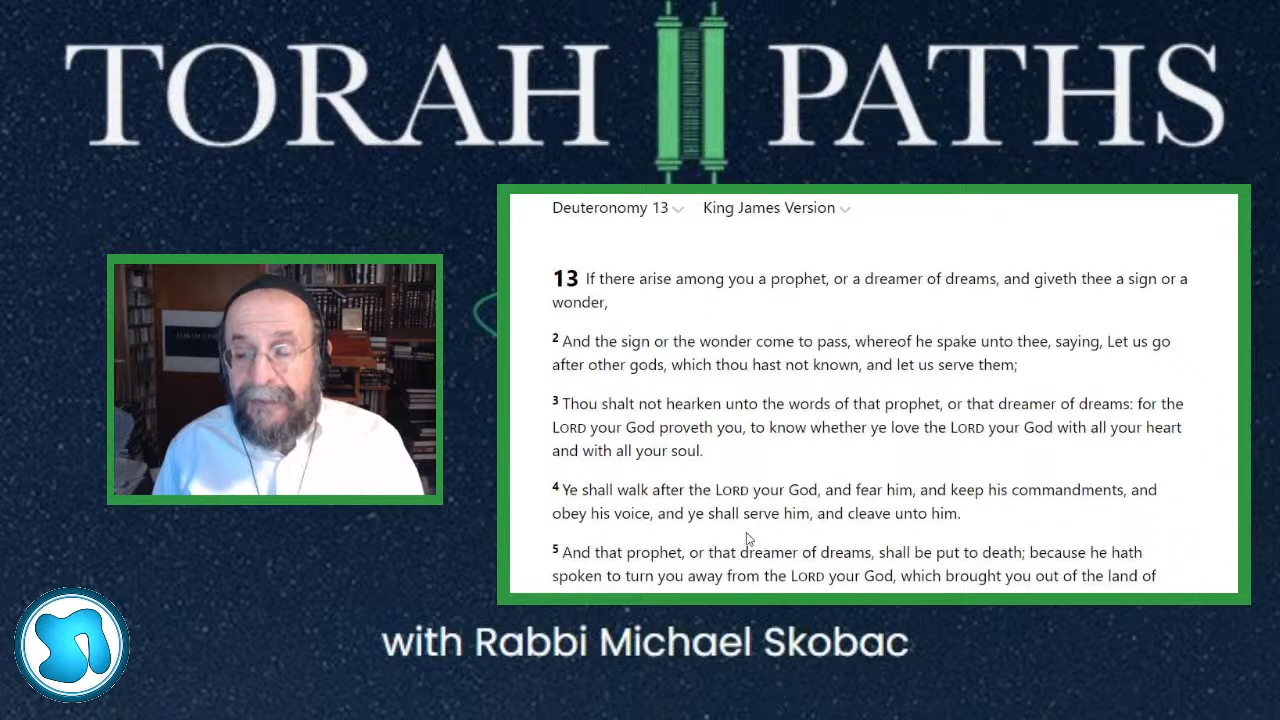 TORAH PATHS
Deuteronomy 13 King James Version
13 If there arise among you a prophet, or a dreamer of dreams, and giveth thee a sign or a
wonder,
2 And the sign or the wonder come to pass, whereof he spake unto thee, saying, Let us go
after other gods, which thou hast not known, and let us serve them;
3 Thou shalt not hearken unto the words of that prophet, or that dreamer of dreams: for the
LORD your God proveth you, to know whether ye love the LORD your God with all your heart
and with all your soul.
4 Ye shall walk after the LORD your God, and fear him, and keep his commandments, and
obey his voice, and ye shall serve him, and cleave unto him.
5 And that prophet, or that dreamer of dreams, shall be put to death; because he hath
spoken to turn you away from the LORD your God, which brought you out of the land of
with Rabbi Michael Skobac